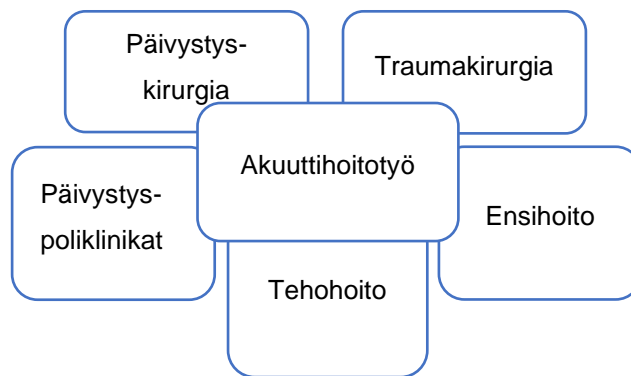 Päivystys-
kirurgia
Traumakirurgia
Akuuttihoitotyö
Päivystys-
poliklinikat
Ensihoito
Tehohoito